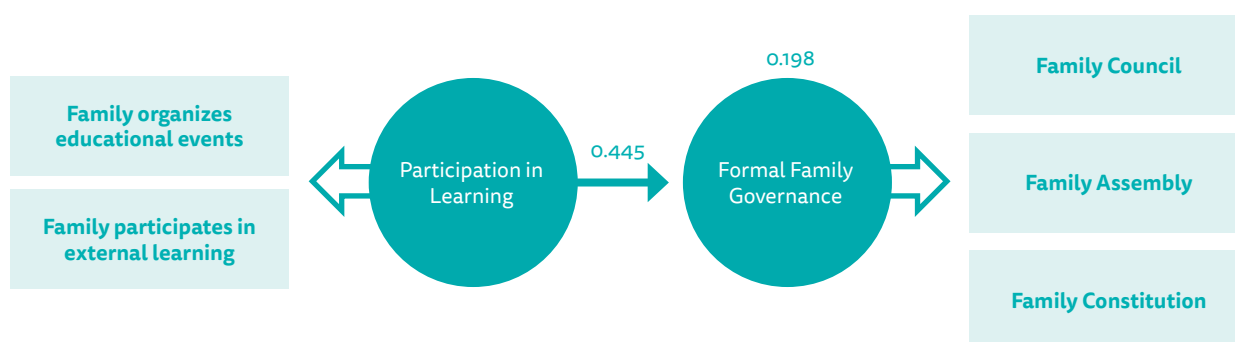 Family organizes
educational events
Family participates in
external learning
Participation in
Learning
0.445
0.198
Formal Family
Governance
Family Council
Family Assembly
Family Constitution